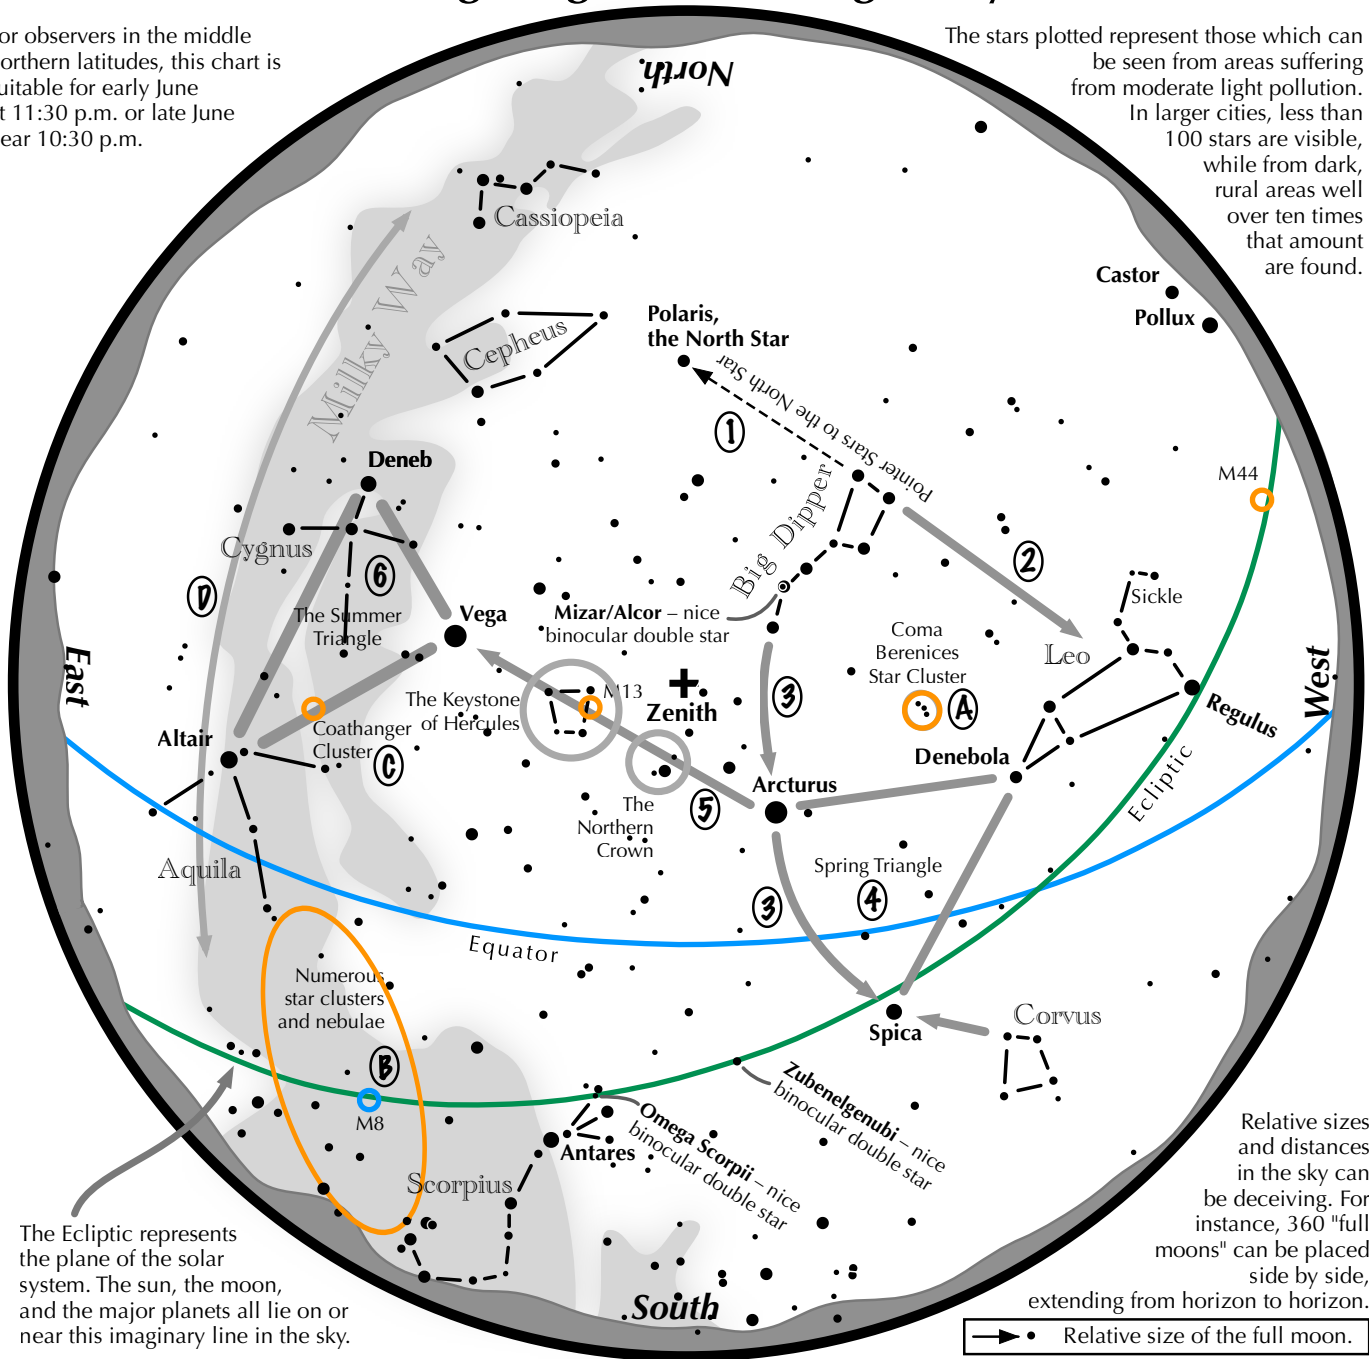 or observers in the middle
orthern latitudes, this chart is
uitable for early June
t 11:30 p.m. or late June
ear 10:30 p.m.
The stars plotted represent those which can
be seen from areas suffering
from moderate light pollution.
In larger cities, less than
100 stars are visible,
while from dark,
rural areas well
over ten times
that amount
are found.
North
Cassiopeia
Milky Way
Cepheus
Castor
Pollux
Polaris,
the North Star
Pointer Stars to the North Star
1
Deneb
Big Dipper
M44
Cygnus
6
2
D
The Summer
Triangle
Vega
Mizar/Alcor – nice
binocular double star
Sickle
Coma
Berenices
Star Cluster
A
Leo
East
West
The Keystone
of Hercules
M13
Zenith
3
Regulus
Coathanger
Cluster
C
Altair
Denebola
Arcturus
Ecliptic
The
Northern
Crown
5
Aquila
Spring Triangle
4
3
Equator
Numerous
star clusters
and nebulae
B
M8
Spica
Corvus
Zubenelgenubi – nice
binocular double star
Omega Scorpii – nice
binocular double star
Antares
Scorpius
South
The Ecliptic represents
the plane of the solar
system. The sun, the moon,
and the major planets all lie on or
near this imaginary line in the sky.
Relative sizes
and distances
in the sky can
be deceiving. For
instance, 360 "full
moons" can be placed
side by side,
extending from horizon to horizon.
Relative size of the full moon.